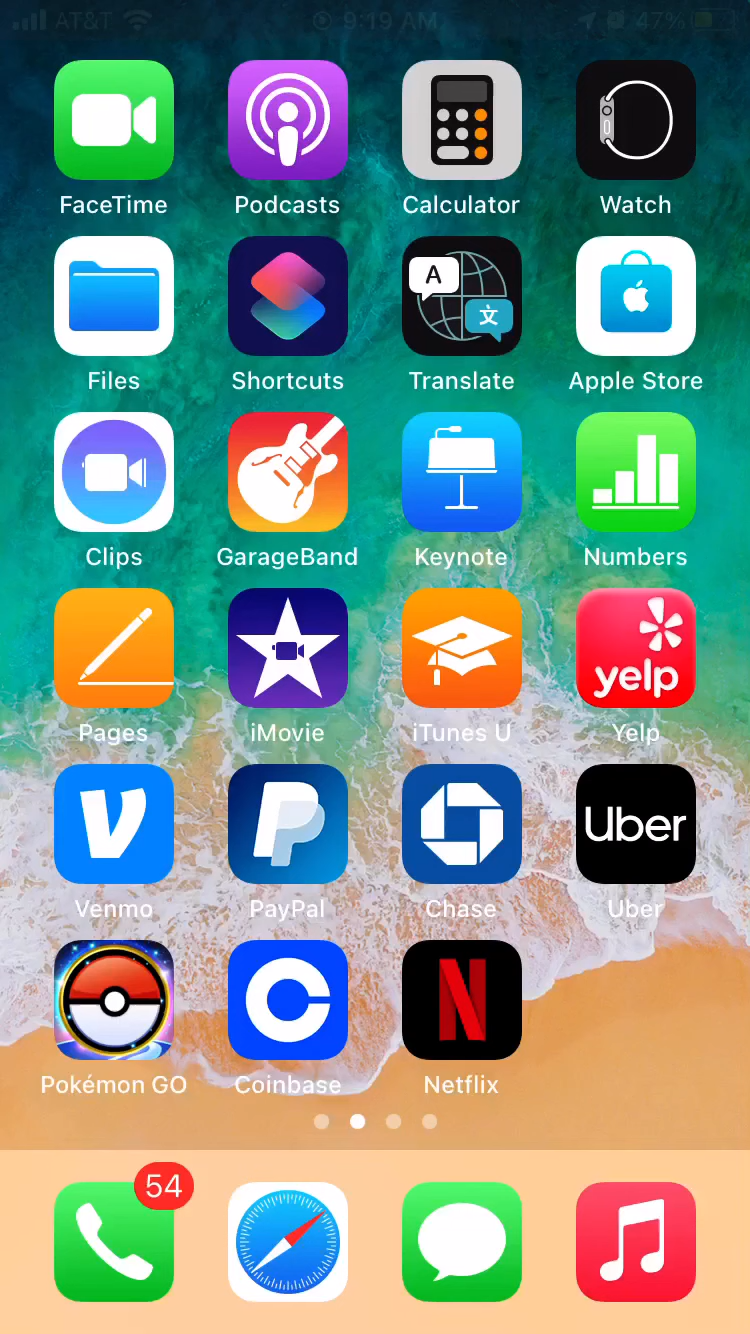 AT&T 9:19 AM 47%
FaceTime Podcasts Calculator Watch
A 文
Files Shortcuts Translate Apple Store
Clips GarageBand Keynote Numbers
yelp
Pages iMovie iTunes U Yelp
Uber
Venmo PayPal Chase Uber
Pokémon GO Coinbase Netflix
54